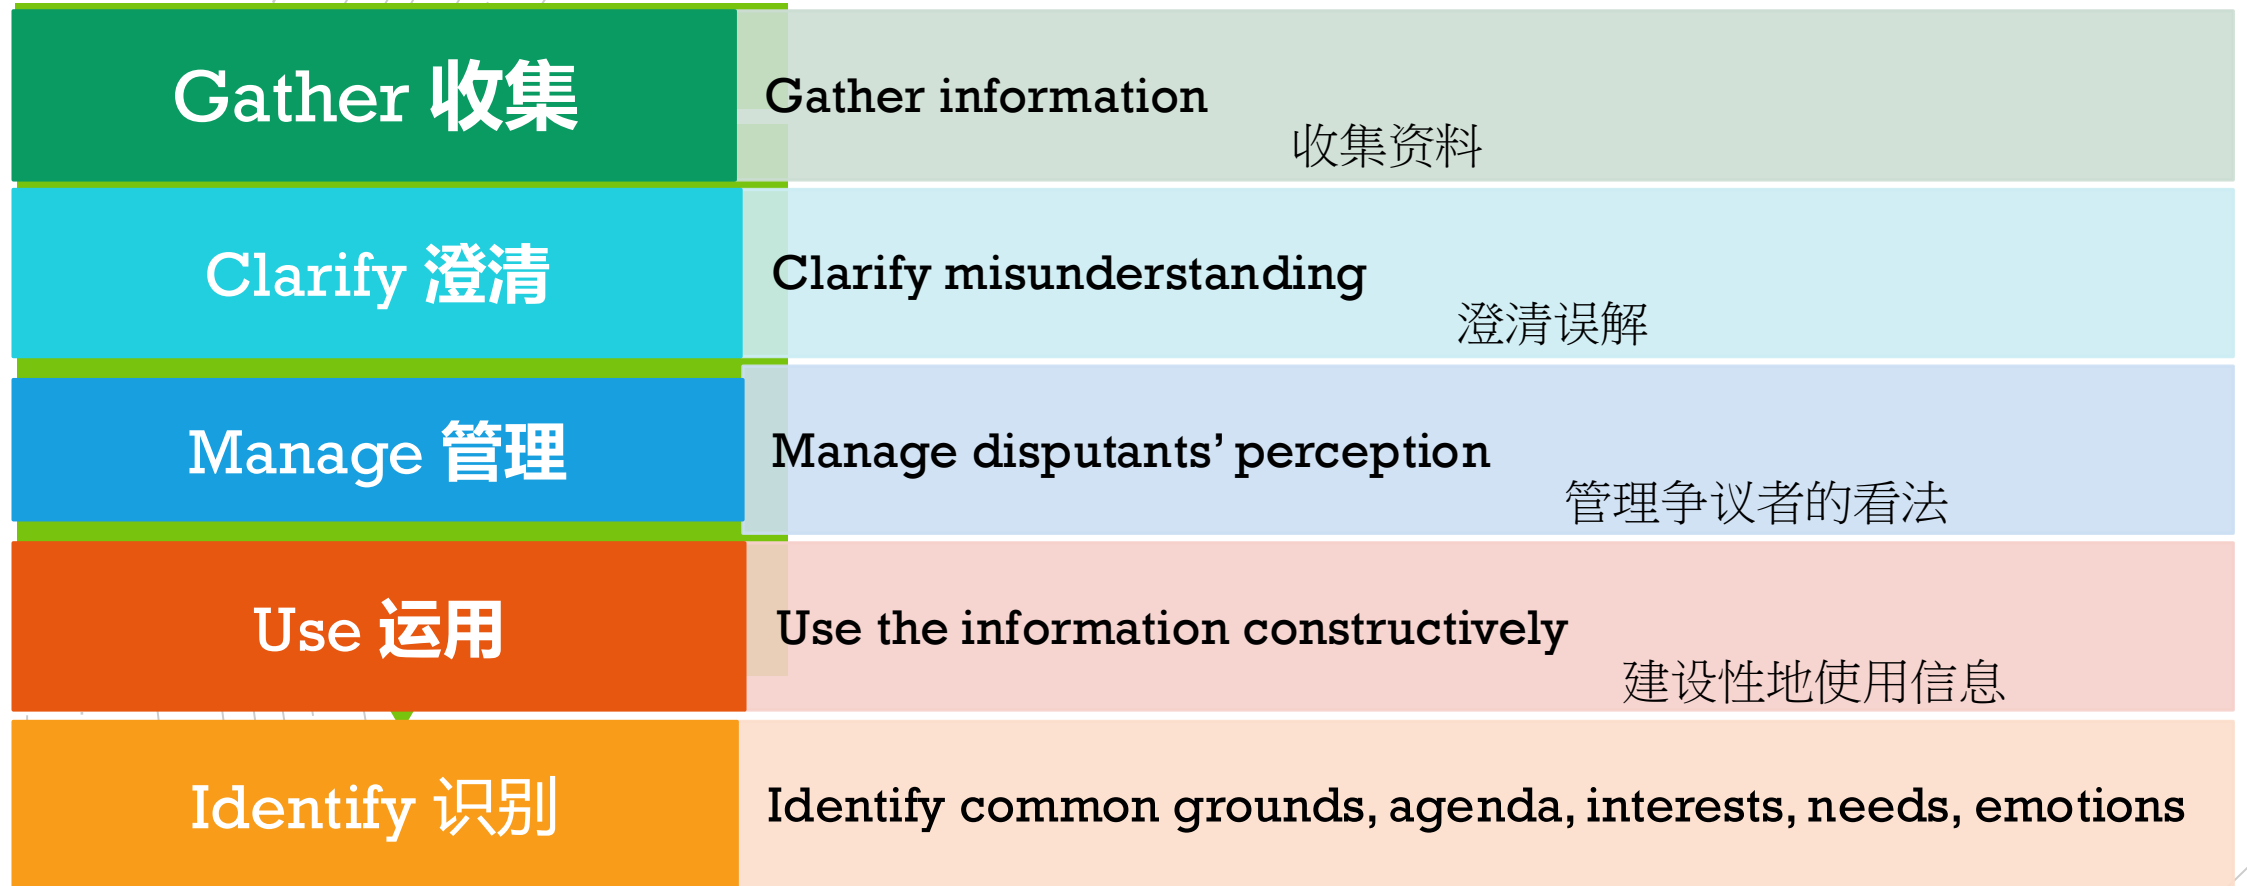 Gather 收集
Gather information
收集资料
Clarify 澄清
Clarify misunderstanding
澄清误解
Manage 管理
Manage disputants’ perception
管理争议者的看法
Use 运用
Use the information constructively
建设性地使用信息
Identify 识别
Identify common grounds, agenda, interests, needs, emotions